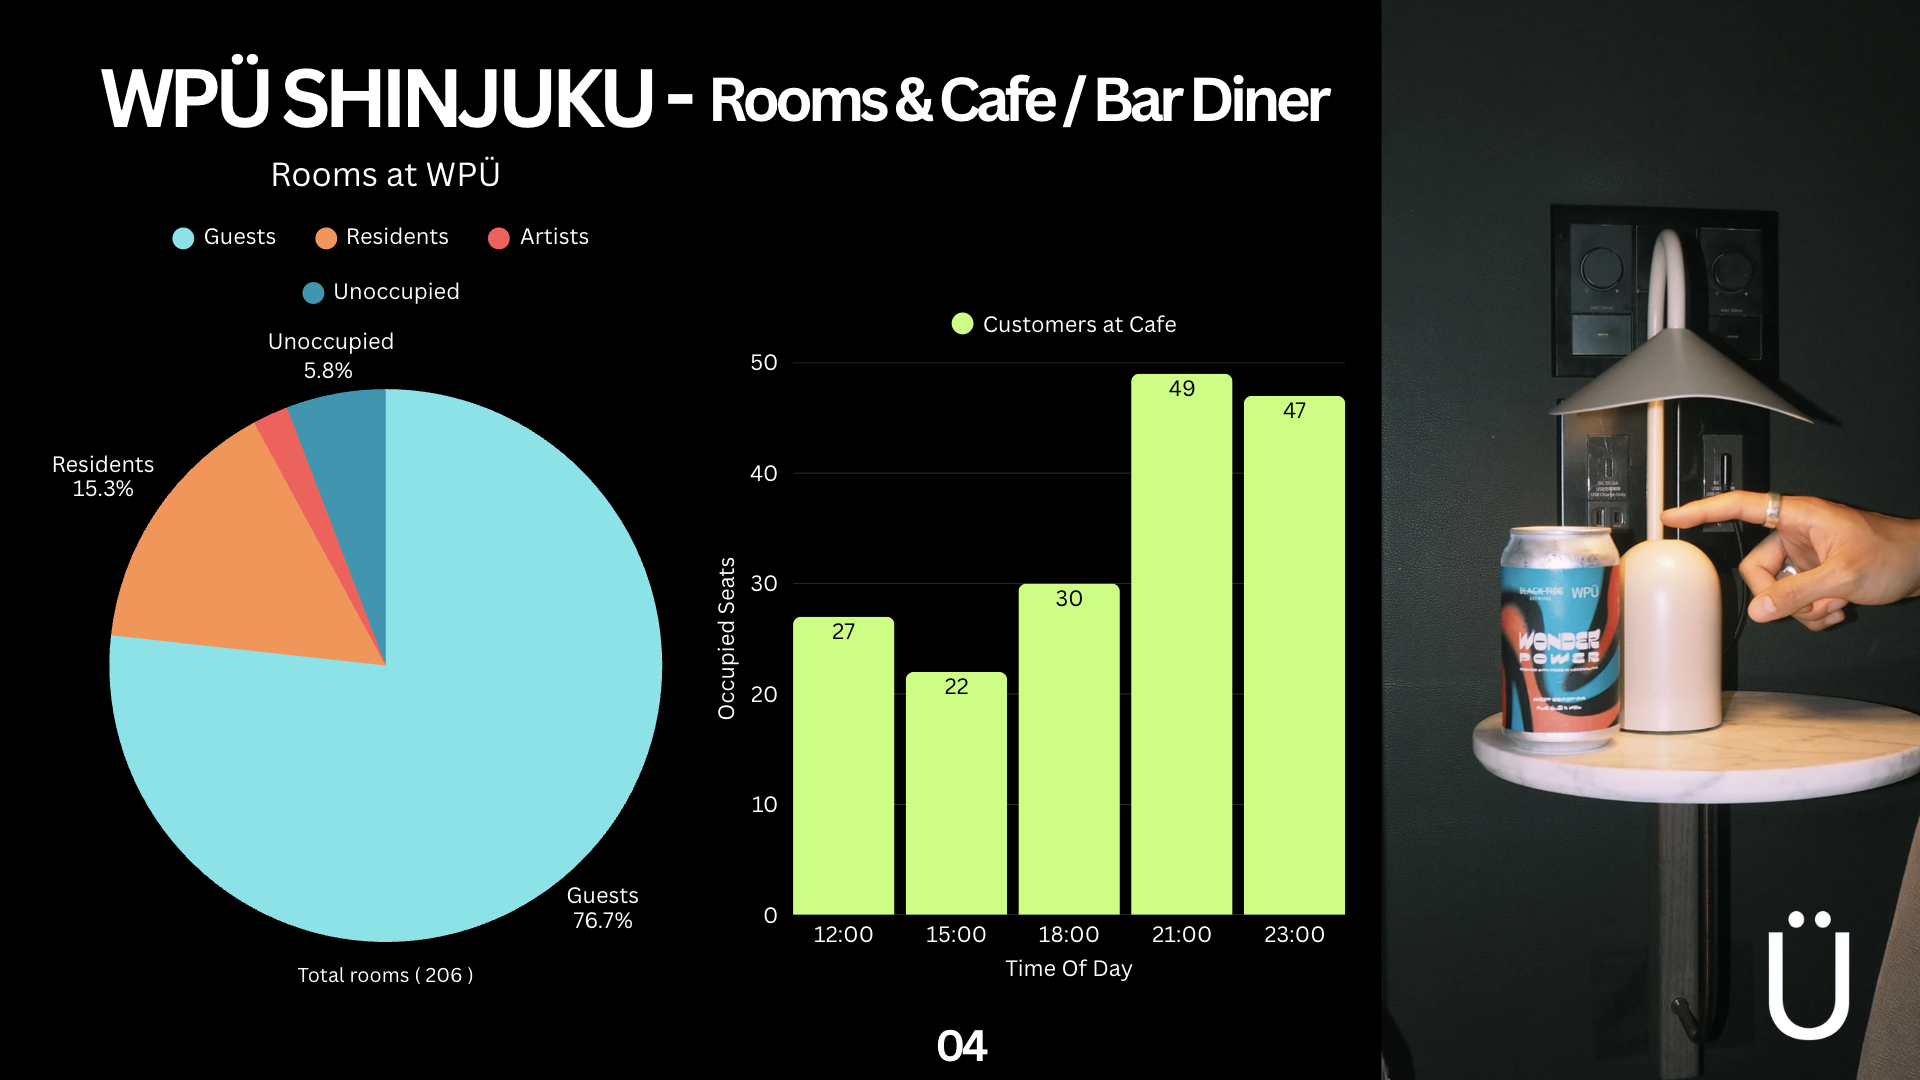 WPÜ SHINJUKU - Rooms & Cafe / Bar Diner
Rooms at WPÜ
Guests
Residents
Artists
Unoccupied
Unoccupied
5.8%
Residents
15.3%
Guests
76.7%
Total rooms ( 206 )
Customers at Cafe
Occupied Seats
50
40
30
20
10
0
27
22
30
49
47
12:00
15:00
18:00
21:00
23:00
Time Of Day
04
BLACK TIDE
WPÜ
WONDER
POWER
Ü